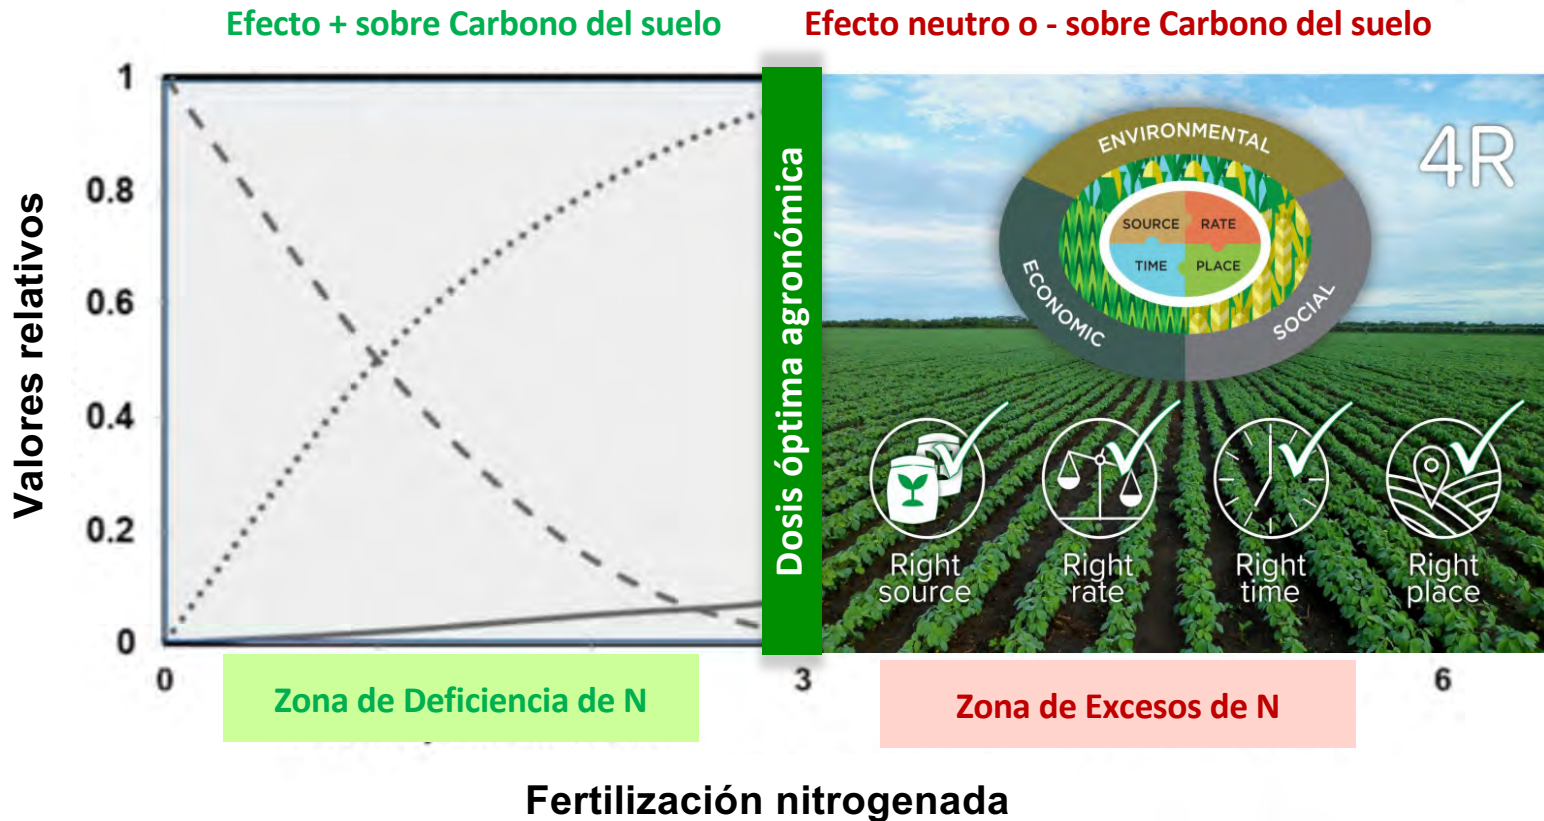 Efecto + sobre Carbono del suelo
Efecto neutro o - sobre Carbono del suelo
Valores relativos
1
0.8
0.6
0.4
0.2
0
Dosis óptima agronómica
4R
ENVIRONMENTAL
ECONOMIC
SOCIAL
SOURCE
RATE
TIME
PLACE
Right
source
Right
rate
Right
time
Right
place
0
3
6
Zona de Deficiencia de N
Zona de Excesos de N
Fertilización nitrogenada